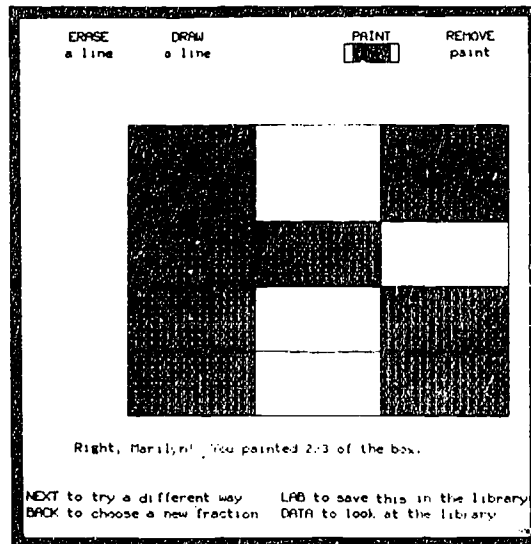 ERASE DRAW PAINT REMOVE
a line a line paint
Right, Marilyn! You painted 2/3 of the box.
NEXT to try a different way LAB to save this in the library
BACK to choose a new fraction DATA to look at the library